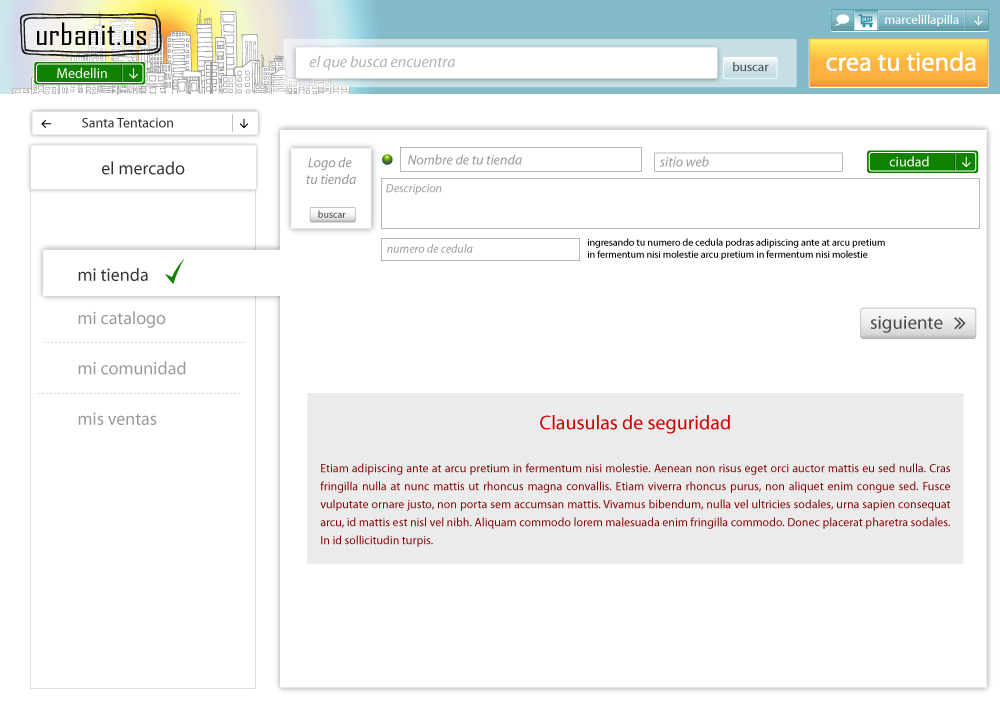 urbanit.us
Medellin
marcelillapilla
el que busca encuentra
buscar
crea tu tienda
Santa Tentacion
el mercado
mi tienda
mi catalogo
mi comunidad
mis ventas
Logo de
tu tienda
buscar
Nombre de tu tienda
sitio web
ciudad
Descripcion
numero de cedula
ingresando tu numero de cedula podras adipiscing ante at arcu pretium
in fermentum nisi molestie arcu pretium in fermentum nisi molestie
siguiente
Clausulas de seguridad
Etiam adipiscing ante at arcu pretium in fermentum nisi molestie. Aenean non risus eget orci auctor mattis eu sed nulla. Cras
fringilla nulla at nunc mattis ut rhoncus magna convallis. Etiam viverra rhoncus purus, non aliquet enim congue sed. Fusce
vulputate ornare justo, non porta sem accumsan mattis. Vivamus bibendum, nulla vel ultricies sodales, urna sapien consequat
arcu, id mattis est nisl vel nibh. Aliquam commodo lorem malesuada enim fringilla commodo. Donec placerat pharetra sodales.
In id sollicitudin turpis.